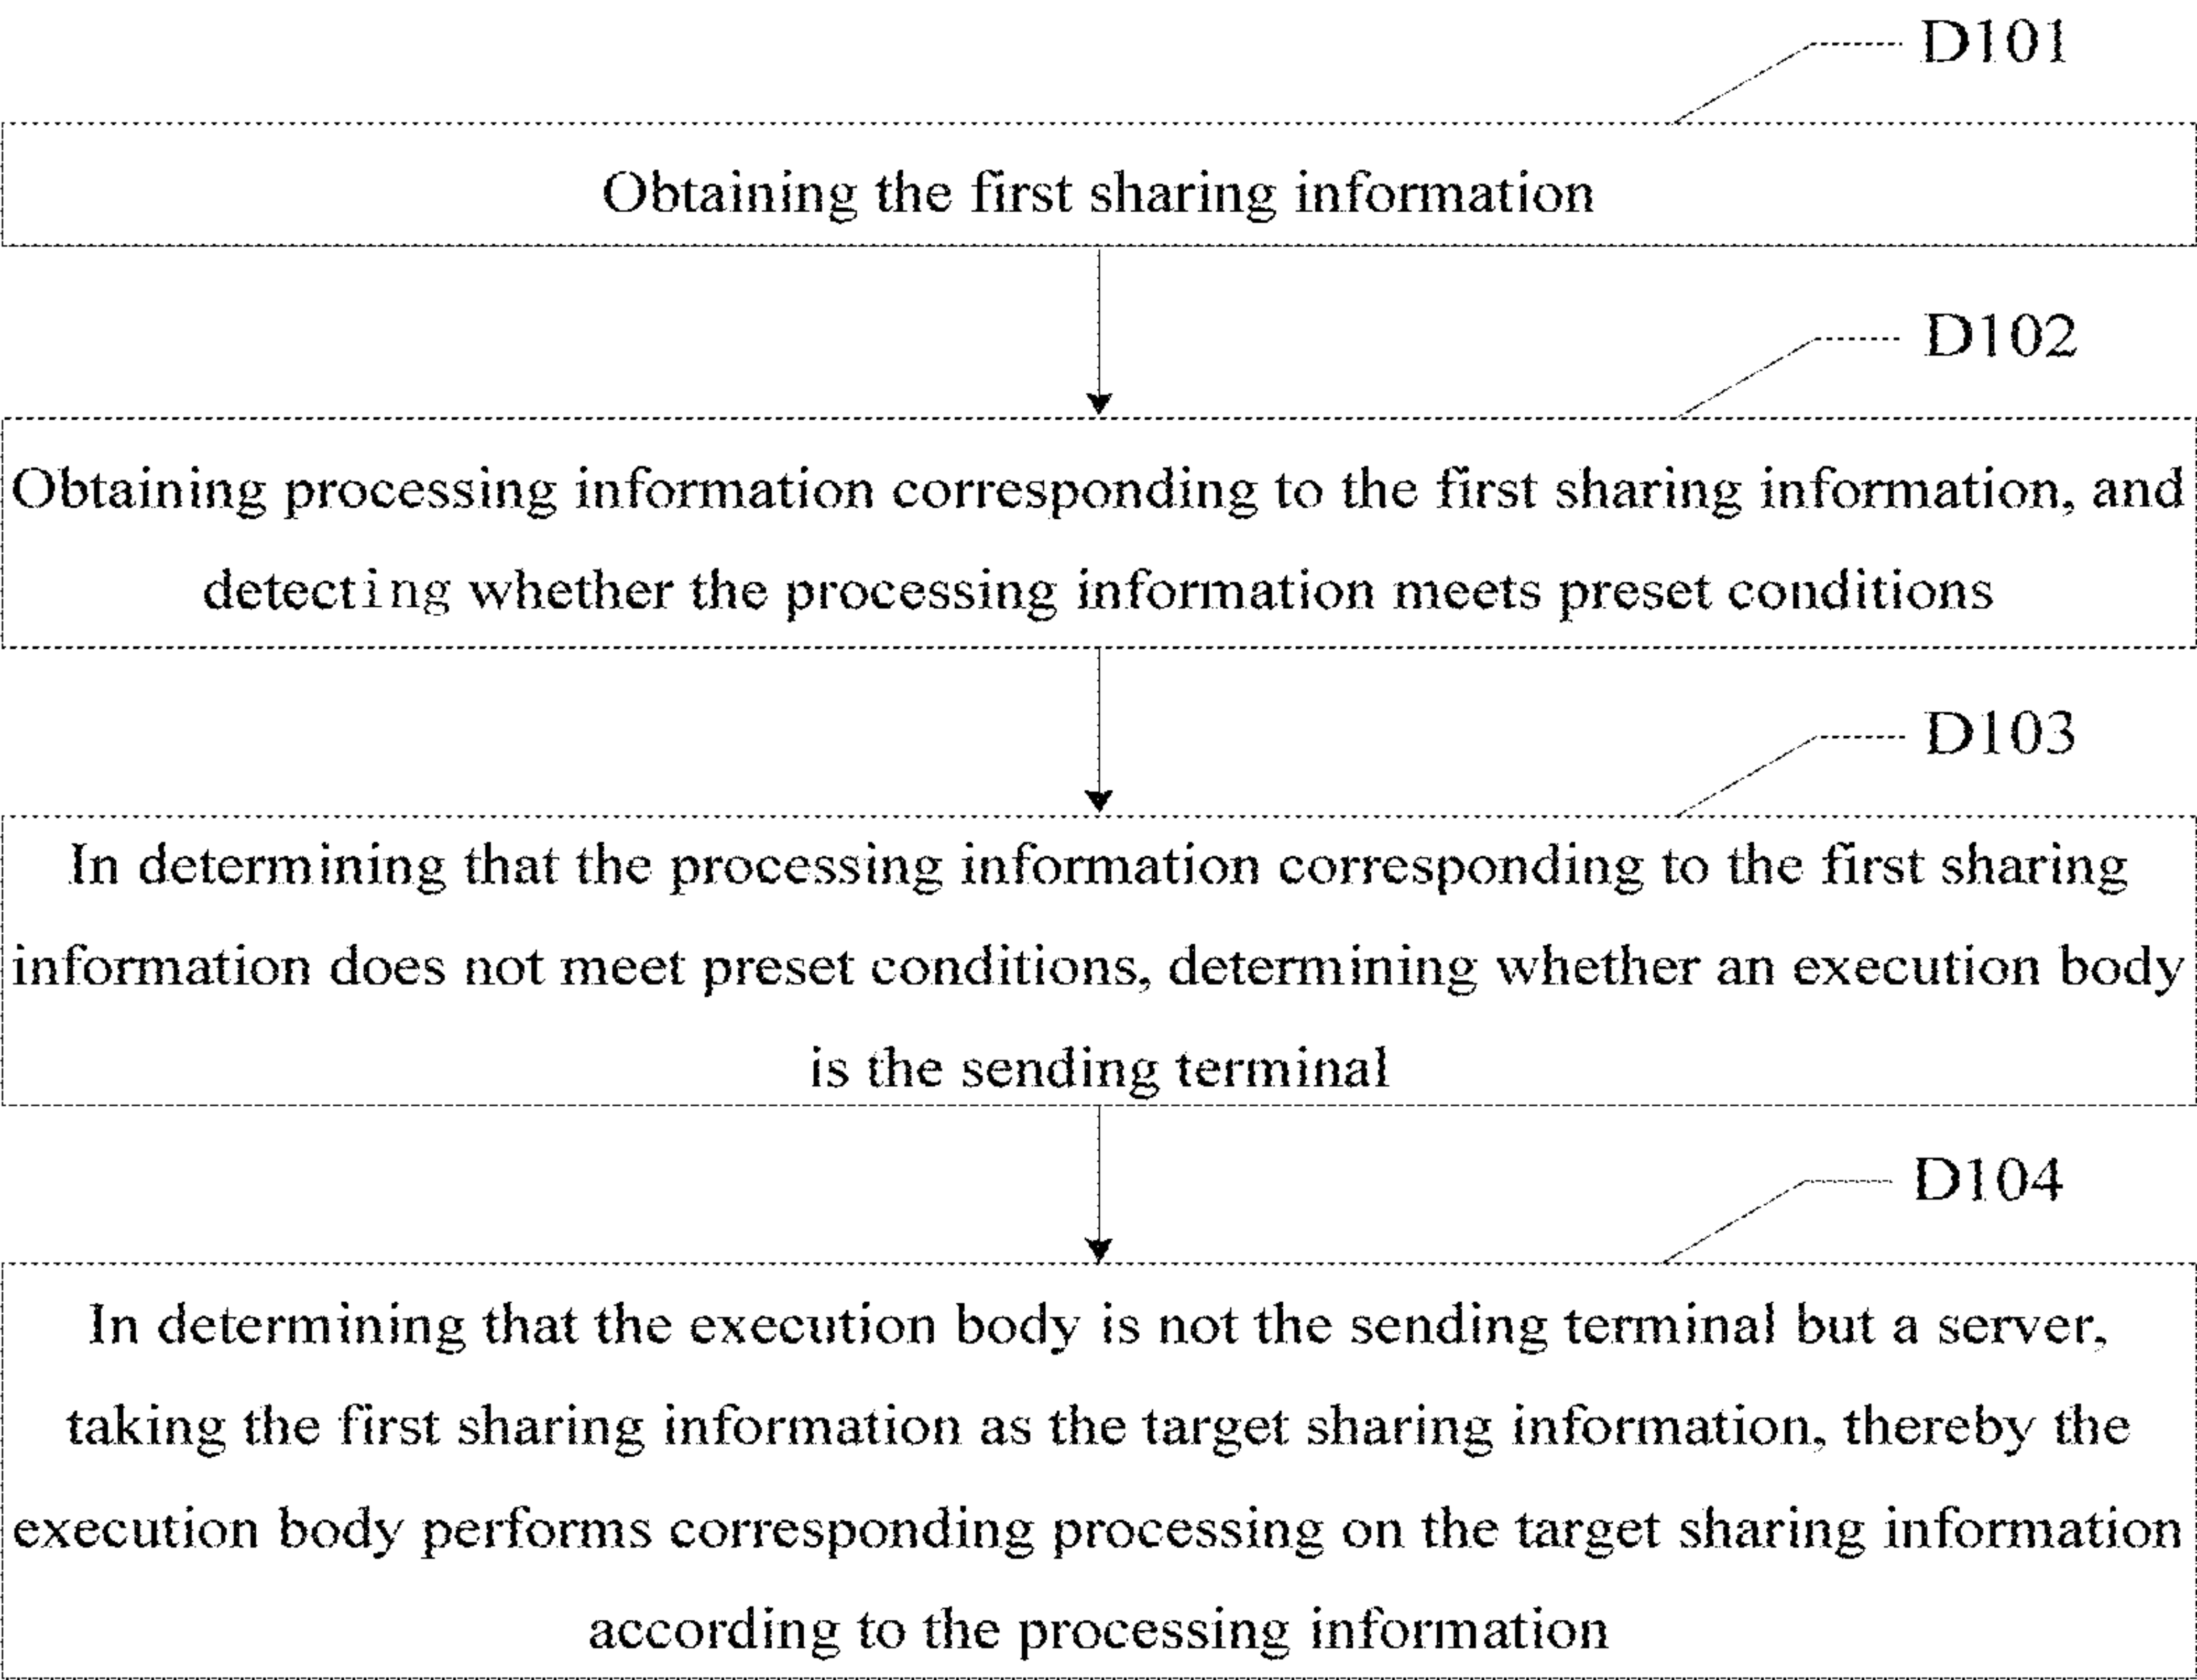 D101
Obtaining the first sharing information
D102
Obtaining processing information corresponding to the first sharing information, and
detecting whether the processing information meets preset conditions
D103
In determining that the processing information corresponding to the first sharing
information does not meet preset conditions, determining whether an execution body
is the sending terminal
D104
In determining that the execution body is not the sending terminal but a server,
taking the first sharing information as the target sharing information, thereby the
execution body performs corresponding processing on the target sharing information
according to the processing information